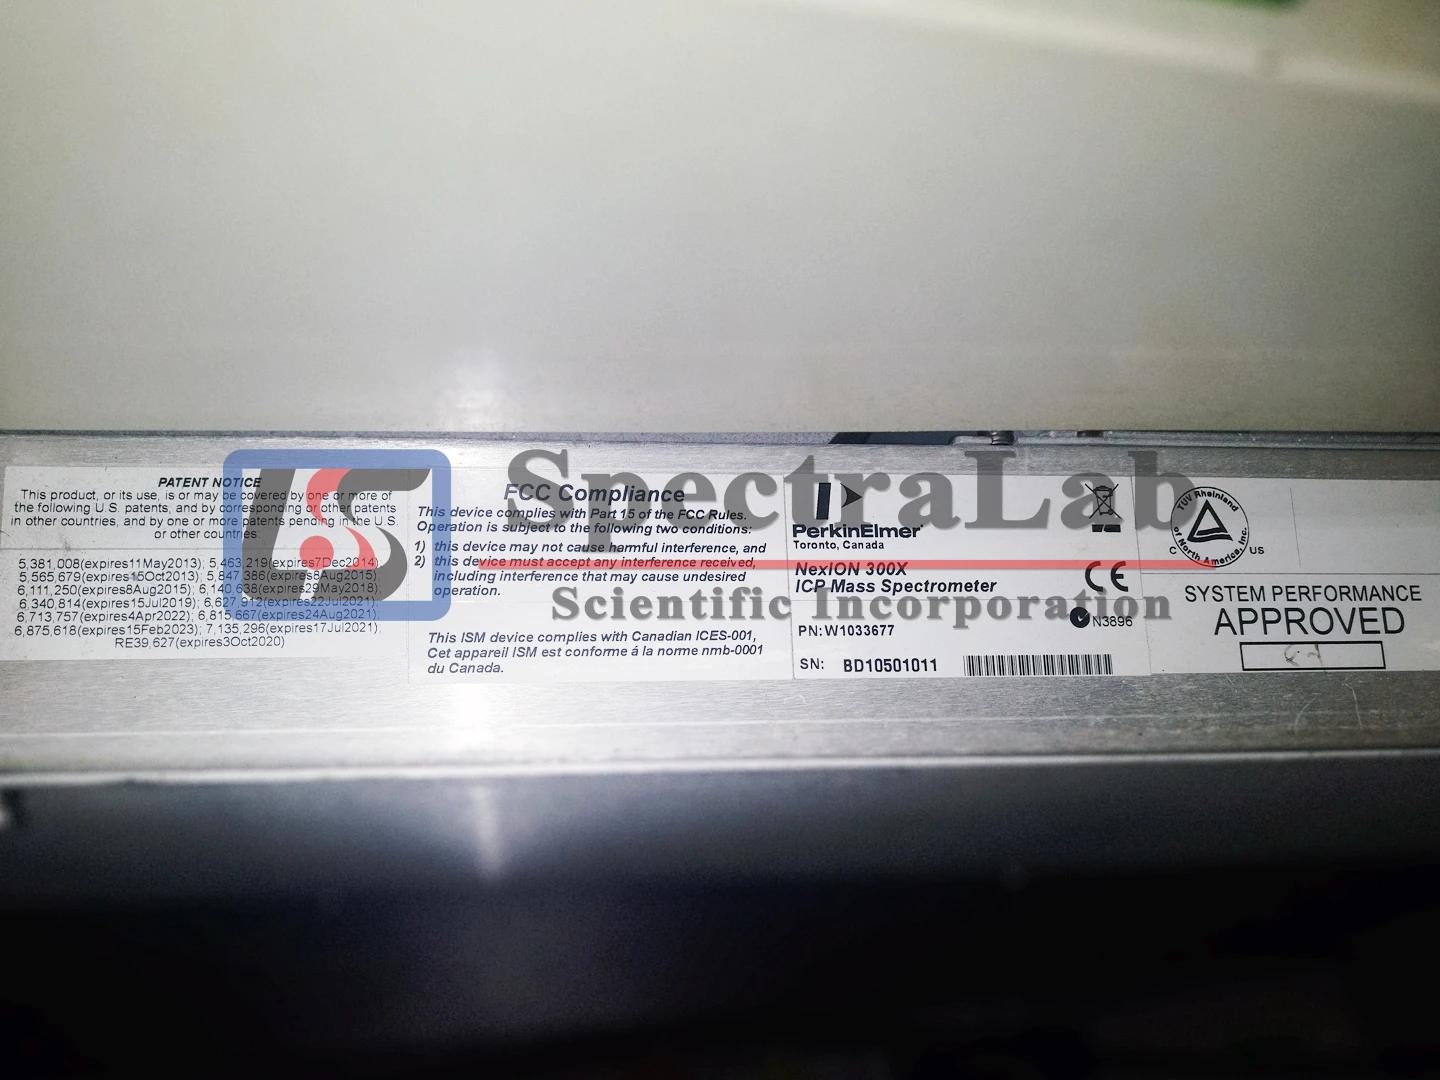 PATENT NOTICE
This product, or its use, is or may be covered by one or more of
the following U.S. patents, and by corresponding or other patents
in other countries, and by one or more patents pending in the U.S.
or other countries:
5,381,008(expires11May2013); 5,463,219(expires7Dec2014)
5,565,679(expires15Oct2013); 5,847,386(expires8Aug2015)
6,111,250(expires8Aug2015); 6,140,638(expires29May2018),
6,340,814(expires15Jul2019); 6,627,912(expires22Jul2021);
6,713,757(expires4Apr2022); 6,815,667(expires24Aug2021);
6,875,618(expires15Feb2023); 7,135,296(expires17Jul2021),
RE39,627(expires3Oct2020)
FCC Compliance
This device complies with Part 15 of the FCC Rules.
Operation is subject to the following two conditions:
1) this device may not cause harmful interference, and
2) this device must accept any interference received,
including interference that may cause undesired
operation.
This ISM device complies with Canadian ICES-001,
Cet appareil ISM est conforme á la norme nmb-0001
du Canada.
PerkinElmer
Toronto, Canada
NexION 300X
ICP Mass Spectrometer
PN: W1033677
SN: BD10501011
CE
N3896
TUV Rheinland
of North America, Inc.
C US
SYSTEM PERFORMANCE
APPROVED
LS
SpectraLab
Scientific Incorporation